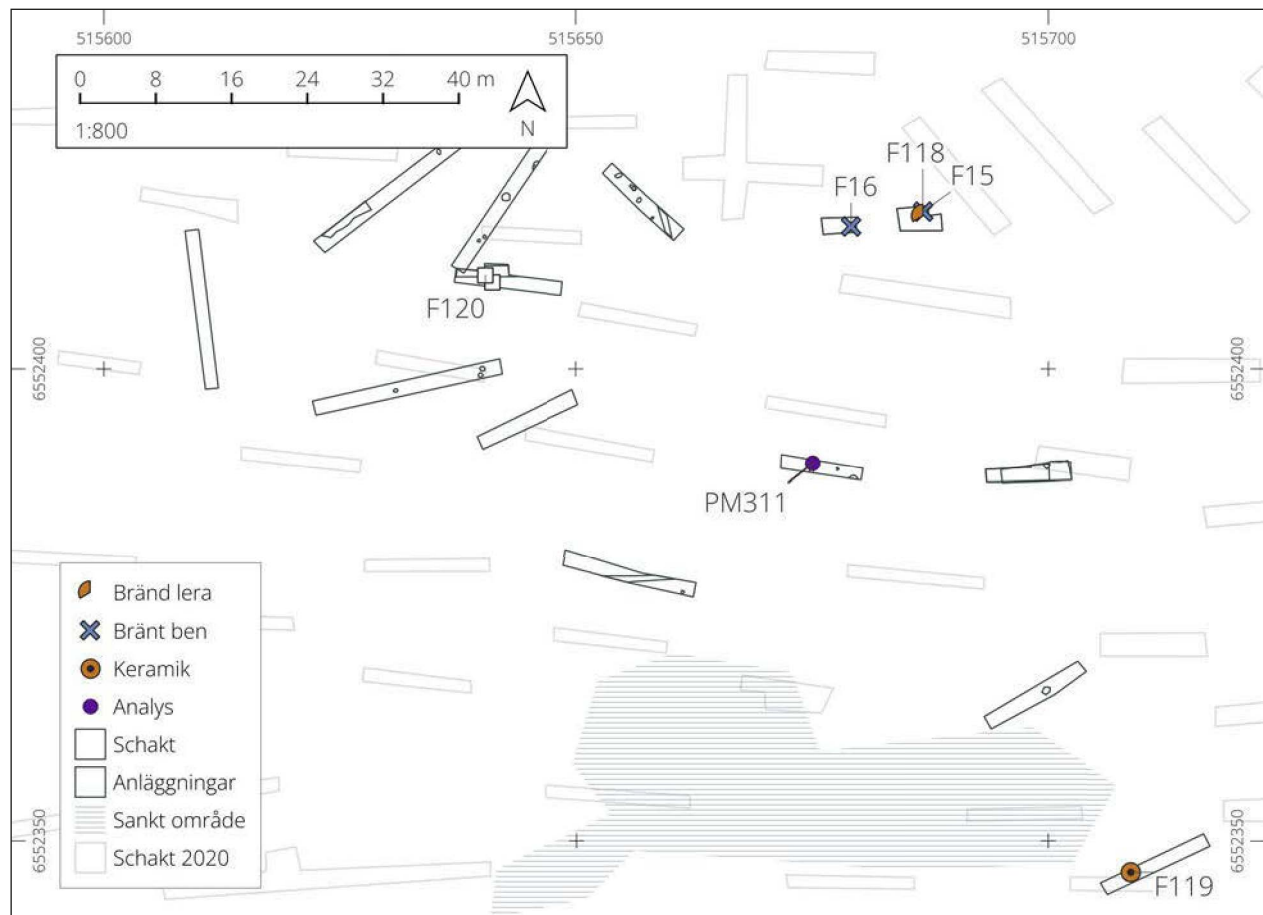 515600 515650 515700
0 8 16 24 32 40 m
1:800
N
F118
F16 F15
F120
6552400 6552400
PM311
Bränd lera
Bränt ben
Keramik
Analys
Schakt
Anläggningar
Sankt område
Schakt 2020
6552350 6552350
F119